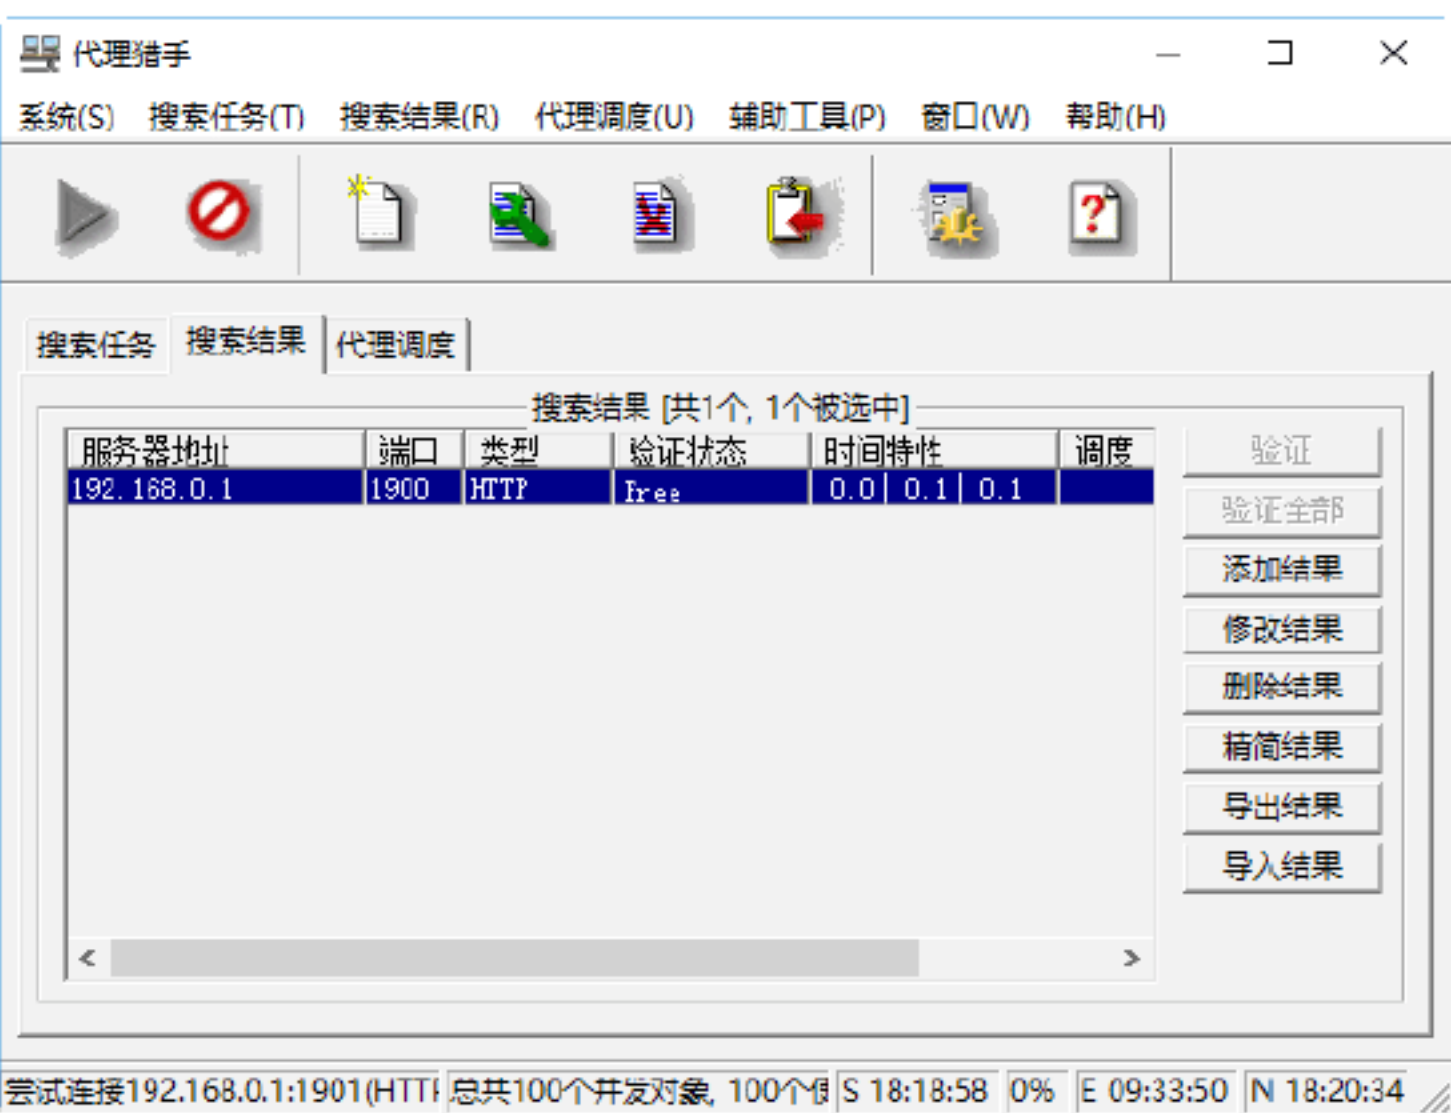 代理猎手
系统(S) 搜索任务(T) 搜索结果(R) 代理调度(U) 辅助工具(P) 窗口(W) 帮助(H)
搜索任务 搜索结果 代理调度
搜索结果 [共1个, 1个被选中]
服务器地址 端口 类型 验证状态 时间特性 调度
192.168.0.1 1900 HTTP Free 0.0 0.1 0.1
验证
验证全部
添加结果
修改结果
删除结果
精简结果
导出结果
导入结果
尝试连接192.168.0.1:1901(HTT 总共100个并发对象, 100个 S 18:18:58 0% E 09:33:50 N 18:20:34